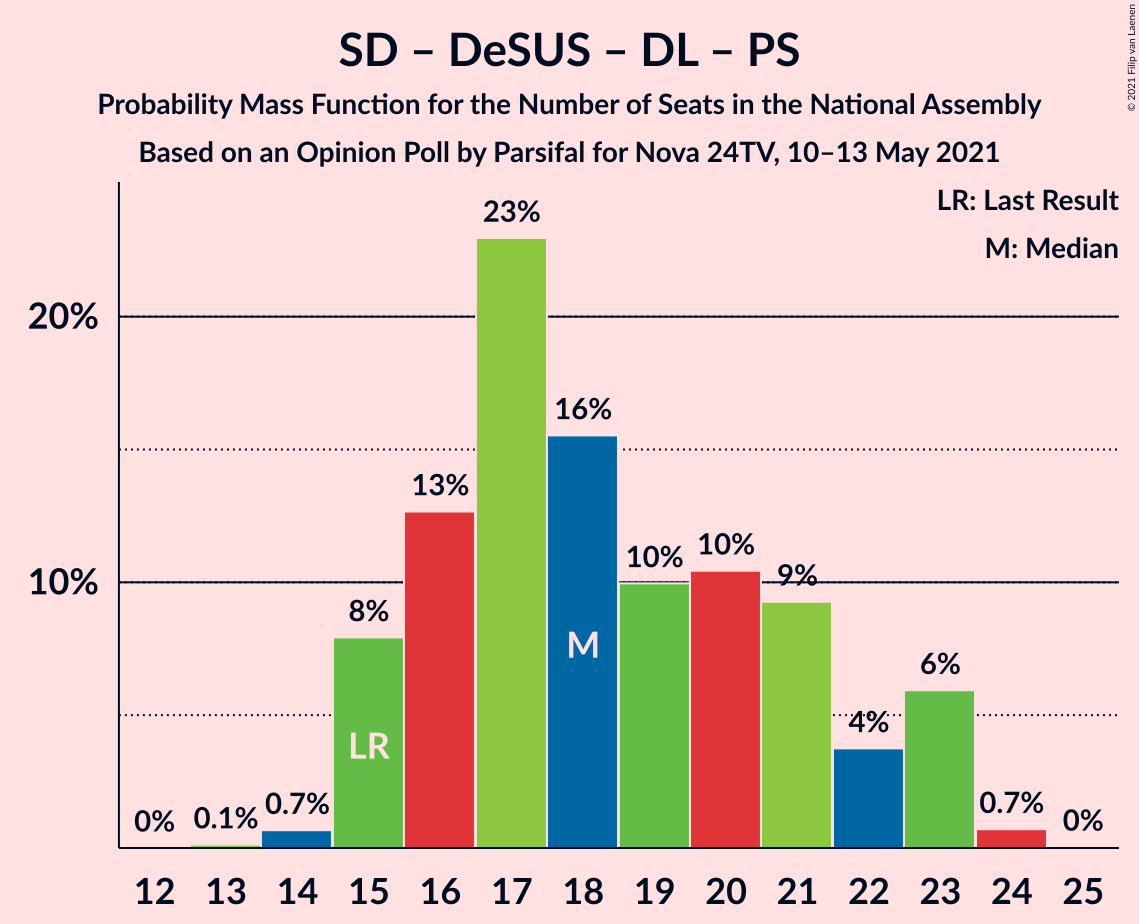 SD – DeSUS – DL – PS
Probability Mass Function for the Number of Seats in the National Assembly
Based on an Opinion Poll by Parsifal for Nova 24TV, 10–13 May 2021
© 2021 Filip van Laenen
LR: Last Result
M: Median
20%
10%
0%
0.1%
0.7%
8%
13%
23%
16%
10%
10%
9%
4%
6%
0.7%
0%
LR
M
12 13 14 15 16 17 18 19 20 21 22 23 24 25